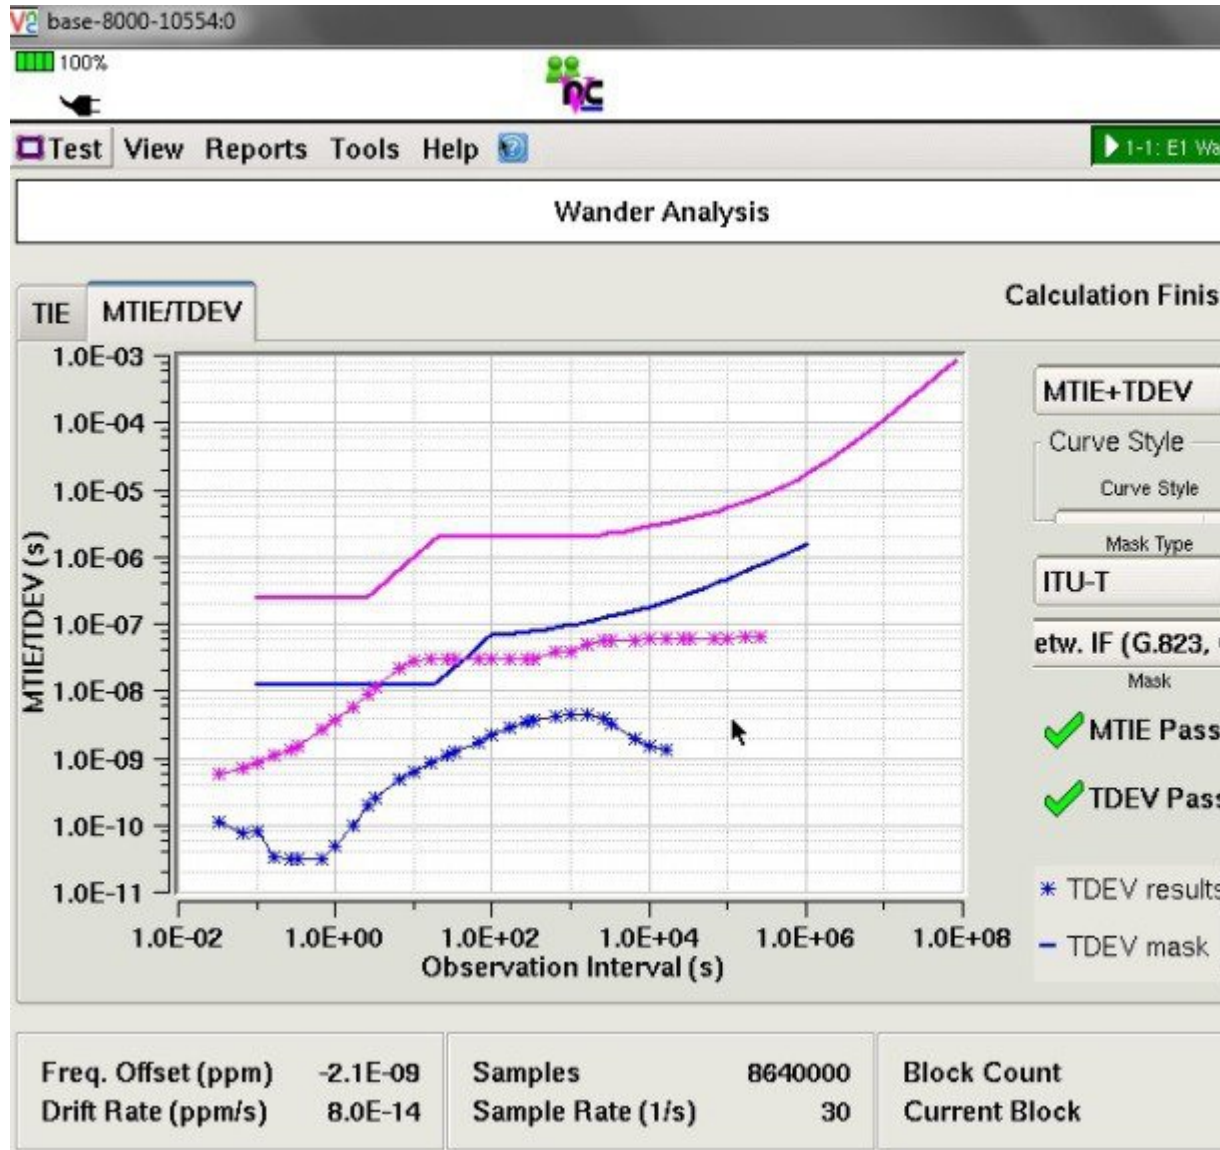 base-8000-10554:0
100%
nc
Test View Reports Tools Help
1-1: E1 Wa
Wander Analysis
TIE MTIE/TDEV
Calculation Finis
MTIE+TDEV
Curve Style
Curve Style
Mask Type
ITU-T
etw. IF (G.823,
Mask
MTIE Pass
TDEV Pass
TDEV results
TDEV mask
MTIE/TDEV (s)
1.0E-03
1.0E-04
1.0E-05
1.0E-06
1.0E-07
1.0E-08
1.0E-09
1.0E-10
1.0E-11
1.0E-02 1.0E+00 1.0E+02 1.0E+04 1.0E+06 1.0E+08
Observation Interval (s)
Freq. Offset (ppm) -2.1E-09
Drift Rate (ppm/s) 8.0E-14
Samples 8640000
Sample Rate (1/s) 30
Block Count
Current Block